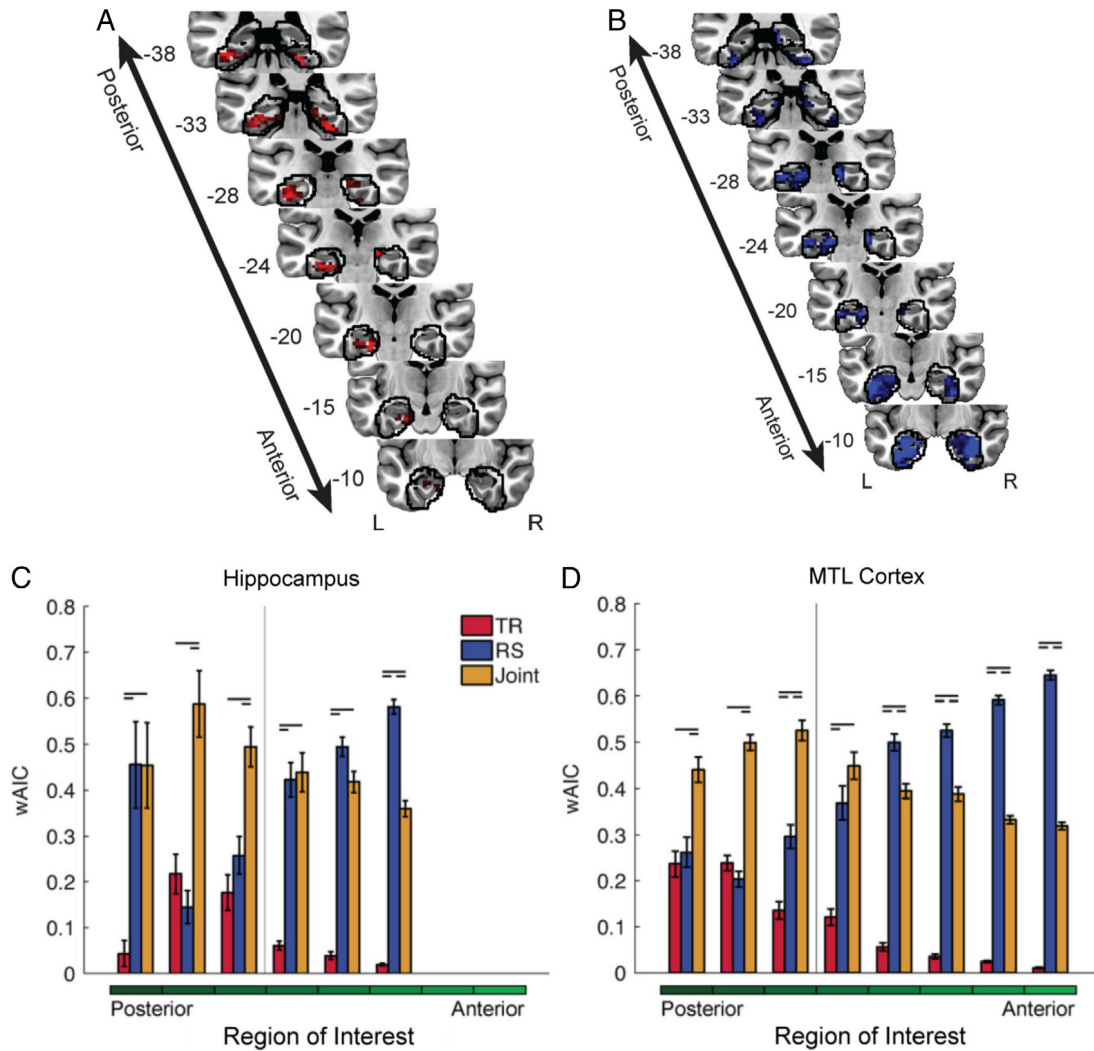 A
-38
Posterior
-33
-28
-24
-20
-15
Anterior
-10
L
R
B
-38
Posterior
-33
-28
-24
-20
-15
Anterior
-10
L
R
C
Hippocampus
0.8
0.7
0.6
0.5
0.4
0.3
0.2
0.1
0
wAIC
TR
RS
Joint
Posterior
Anterior
Region of Interest
D
MTL Cortex
0.8
0.7
0.6
0.5
0.4
0.3
0.2
0.1
0
wAIC
Posterior
Anterior
Region of Interest